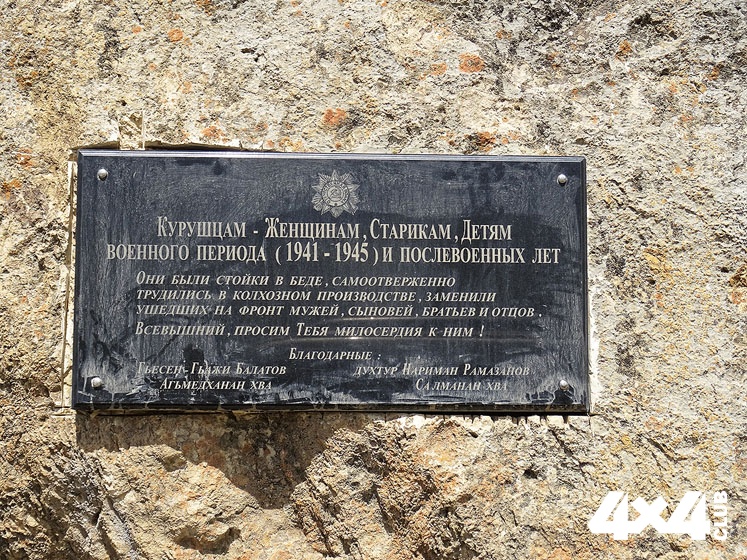 Курушцам - Женщинам, Старикам, Детям
военного периода ( 1941 - 1945 ) и послевоенных лет
Они были стойки в беде, самоотверженно
трудились в колхозном производстве, заменили
ушедших на фронт мужей, сыновей, братьев и отцов.
Всевышний, просим Тебя милосердия к ним !
Благодарные :
Гьесен-Гьажи Балатов
Агьмедханан хва
духтур Нариман Рамазанов
Салманан хва
4x4 CLUB